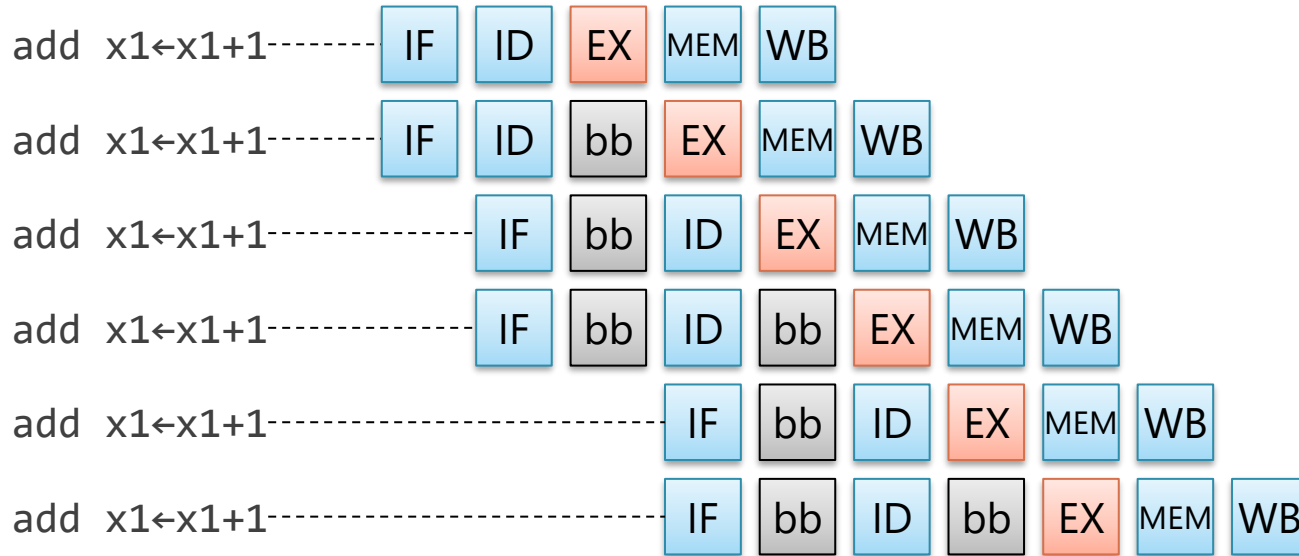 add x1←x1+1 IF ID EX MEM WB
add x1←x1+1 IF ID bb EX MEM WB
add x1←x1+1 IF bb ID EX MEM WB
add x1←x1+1 IF bb ID bb EX MEM WB
add x1←x1+1 IF bb ID EX MEM WB
add x1←x1+1 IF bb ID bb EX MEM WB